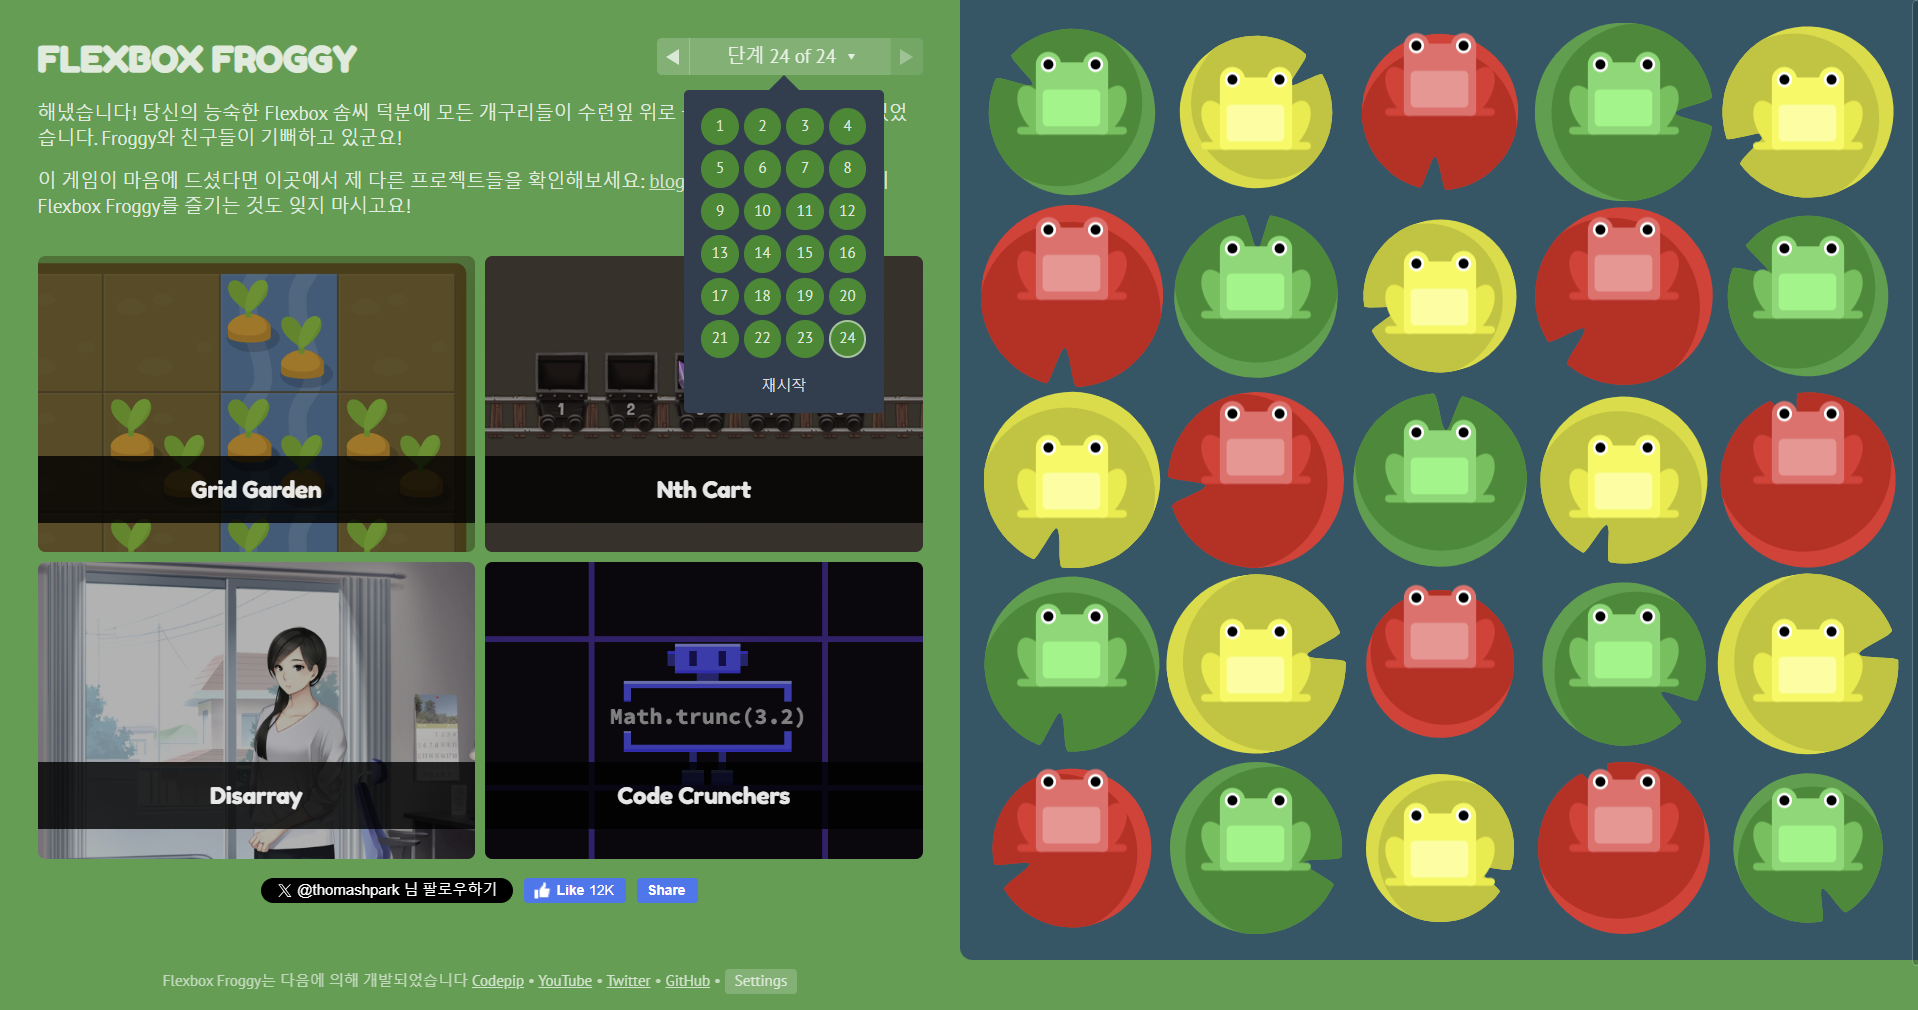 FLEXBOX FROGGY
◀ 단계 24 of 24 ▼ ▶
해냈습니다! 당신의 능숙한 Flexbox 솜씨 덕분에 모든 개구리들이 수련잎 위로
습니다. Froggy와 친구들이 기뻐하고 있군요!
이 게임이 마음에 드셨다면 이곳에서 제 다른 프로젝트들을 확인해보세요: blog
Flexbox Froggy를 즐기는 것도 잊지 마시고요!
1 2 3 4
5 6 7 8
9 10 11 12
13 14 15 16
17 18 19 20
21 22 23 24
재시작
1 2
Grid Garden
Nth Cart
Math.trunc(3.2)
Disarray
Code Crunchers
@thomashpark 님 팔로우하기
Like 12K
Share
Flexbox Froggy는 다음에 의해 개발되었습니다 Codepip • YouTube • Twitter • GitHub • Settings